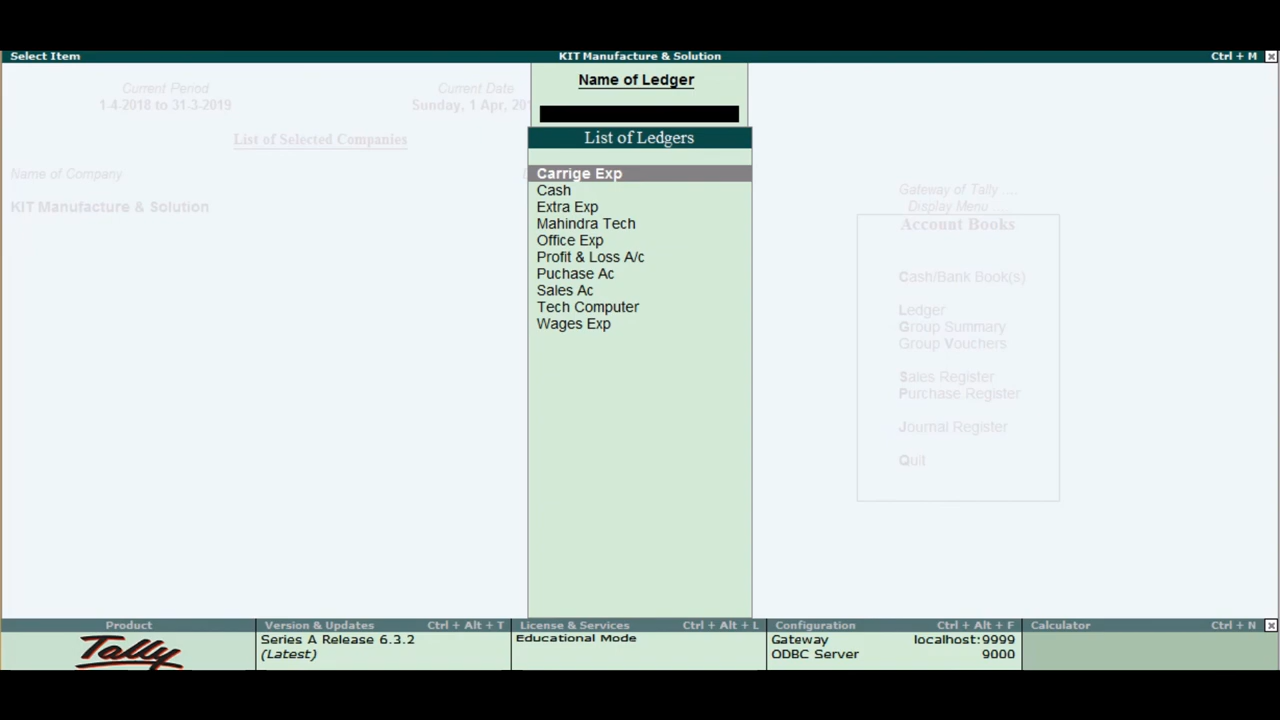 Select Item
KIT Manufacture & Solution
Ctrl + M
Current Period
1-4-2018 to 31-3-2019
Current Date
Sunday, 1 Apr, 201
List of Selected Companies
Name of Company
KIT Manufacture & Solution
Name of Ledger
List of Ledgers
Carrige Exp
Cash
Extra Exp
Mahindra Tech
Office Exp
Profit & Loss A/c
Puchase Ac
Sales Ac
Tech Computer
Wages Exp
Gateway of Tally ....
Display Menu ......
Account Books
Cash/Bank Book(s)
Ledger
Group Summary
Group Vouchers
Sales Register
Purchase Register
Journal Register
Quit
Product
Tally
Version & Updates Ctrl + Alt + T
Series A Release 6.3.2
(Latest)
License & Services Ctrl + Alt + L
Educational Mode
Configuration Ctrl + Alt + F
Gateway localhost:9999
ODBC Server 9000
Calculator Ctrl + N